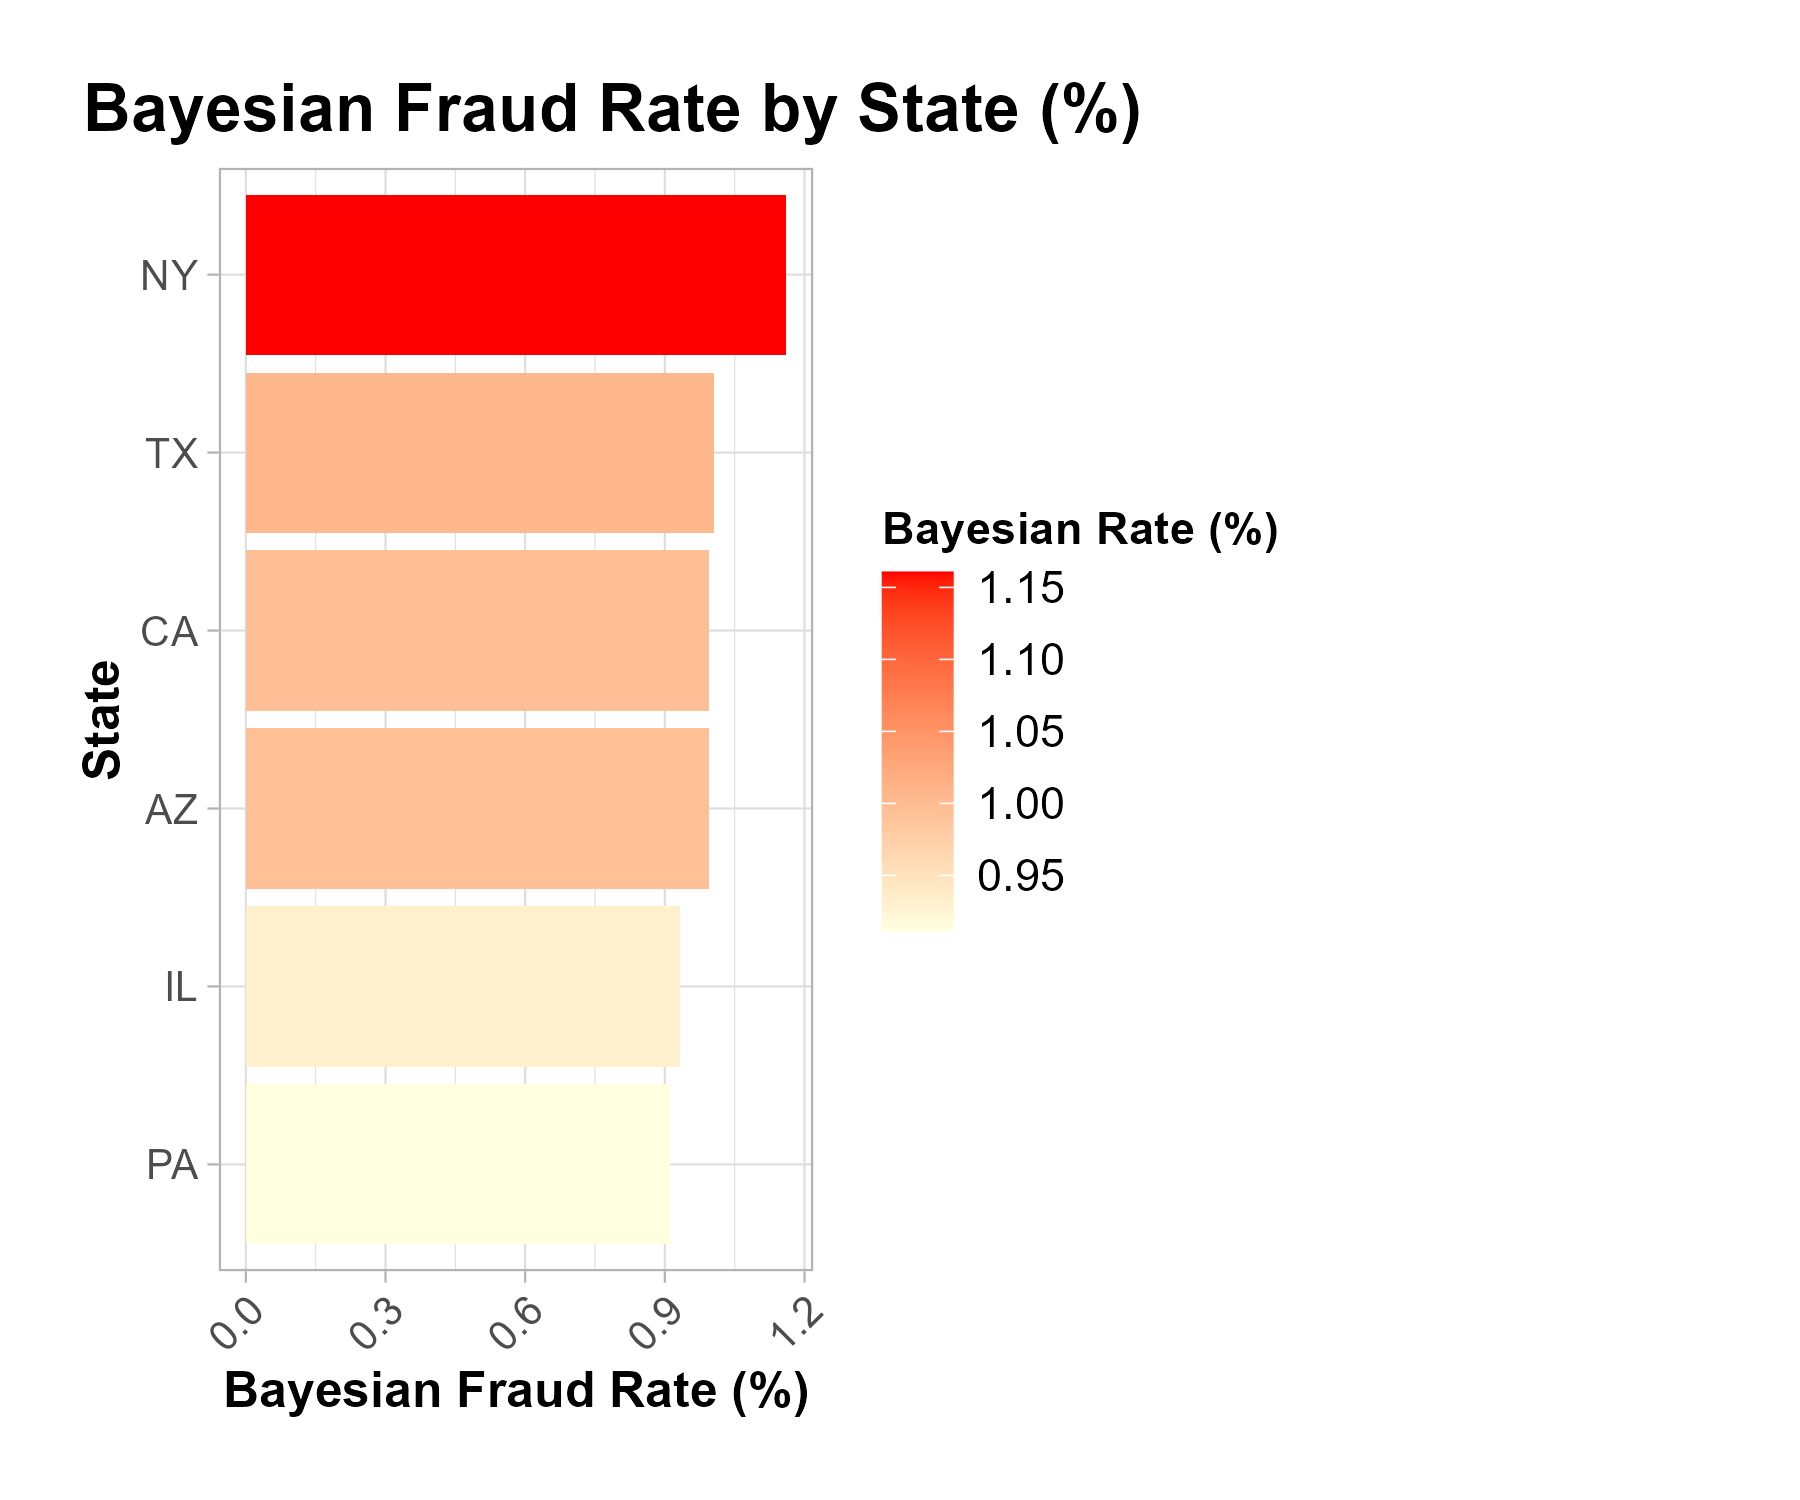 Bayesian Fraud Rate by State (%)
NY
TX
CA
AZ
IL
PA
State
0.0 0.3 0.6 0.9 1.2
Bayesian Fraud Rate (%)
Bayesian Rate (%)
1.15
1.10
1.05
1.00
0.95